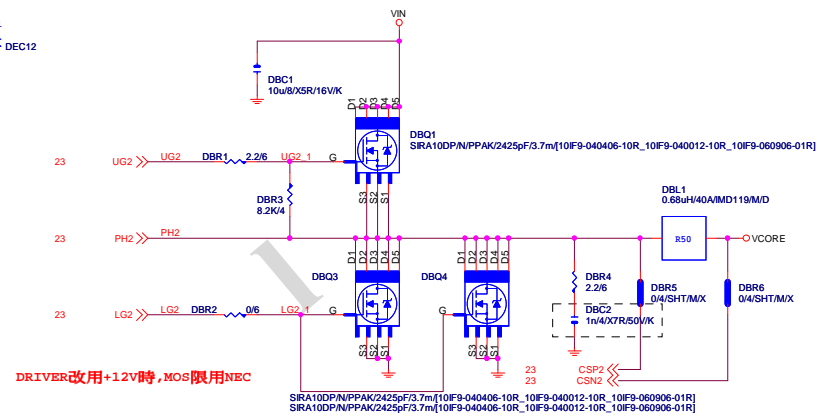 VIN
DEC12
DBC1
10u/8/X5R/16V/K
D1
D2
D3
D4
D5
DBQ1
SIRA10DP/N/PPAK/2425pF/3.7m/[10IF9-040406-10R_10IF9-040012-10R_10IF9-060906-01R]
23
UG2
UG2
DBR1
2.2/6
UG2_1
G
S3
S2
S1
DBR3
8.2K/4
DBL1
0.68uH/40A/IMD119/M/D
23
PH2
PH2
R50
VCORE
D1
D2
D3
D4
D5
D1
D2
D3
D4
D5
DBQ3
DBQ4
DBR4
2.2/6
DBR5
0/4/SHT/M/X
DBR6
0/4/SHT/M/X
23
LG2
LG2
DBR2
0/6
LG2_1
G
G
DBC2
1n/4/X7R/50V/K
S3
S2
S1
S3
S2
S1
23
CSP2
23
CSN2
DRIVER改用+12V時,MOS限用NEC
SIRA10DP/N/PPAK/2425pF/3.7m/[10IF9-040406-10R_10IF9-040012-10R_10IF9-060906-01R]
SIRA10DP/N/PPAK/2425pF/3.7m/[10IF9-040406-10R_10IF9-040012-10R_10IF9-060906-01R]